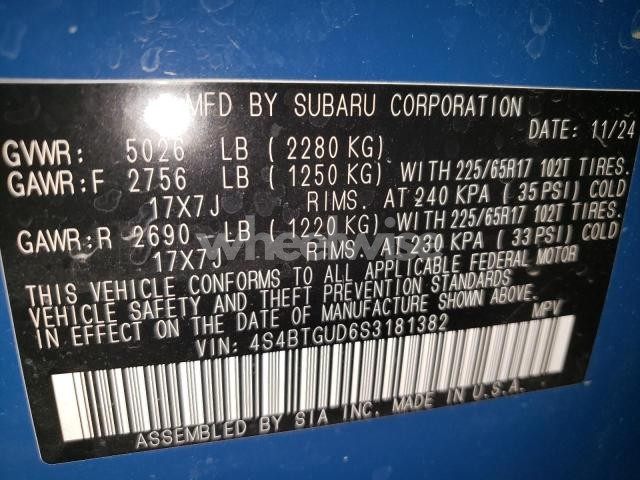 MFD BY SUBARU CORPORATION
DATE: 11/24
GVWR: 5026 LB ( 2280 KG)
GAWR:F 2756 LB ( 1250 KG) WITH 225/65R17 102T TIRES.
17X7J RIMS. AT 240 KPA ( 35 PSI) COLD
GAWR:R 2690 LB ( 1220 KG) WITH 225/65R17 102T TIRES.
17X7J RIMS AT 230 KPA ( 33 PSI) COLD
THIS VEHICLE CONFORMS TO ALL APPLICABLE FEDERAL MOTOR
VEHICLE SAFETY AND THEFT PREVENTION STANDARDS
IN EFFECT ON THE DATE OF MANUFACTURE SHOWN ABOVE.
VIN: 4S4BTGUD6S3181382 MPV
ASSEMBLED BY SIA INC. MADE IN U.S.A.